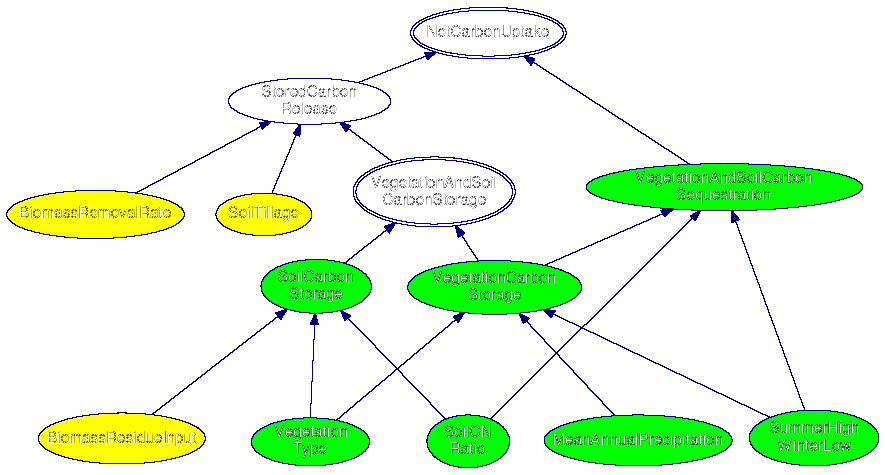 NetCarbonUptake
StoredCarbon
Release
VegetationAndSoil
CarbonStorage
VegetationAndSoilCarbon
Sequestration
BiomassRemovalRate
SoilTillage
SoilCarbon
Storage
VegetationCarbon
Storage
BiomassResidueInput
Vegetation
Type
SoilCN
Ratio
MeanAnnualPrecipitation
SummerHigh
WinterLow